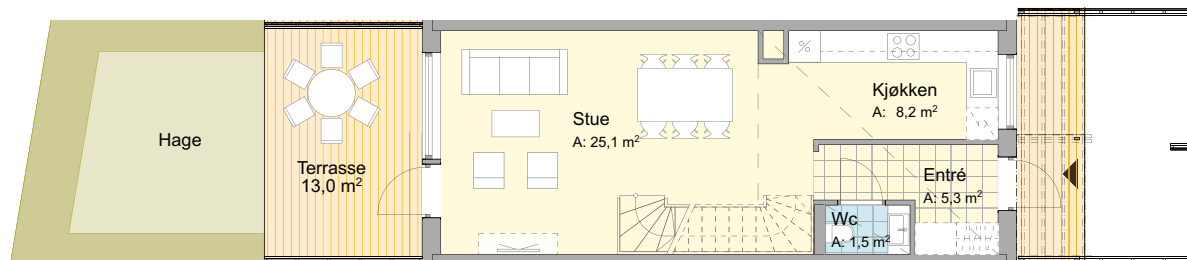 Hage
Terrasse
13,0 m²
Stue
A: 25,1 m²
Kjøkken
A: 8,2 m²
Entré
A: 5,3 m²
Wc
A: 1,5 m²
%